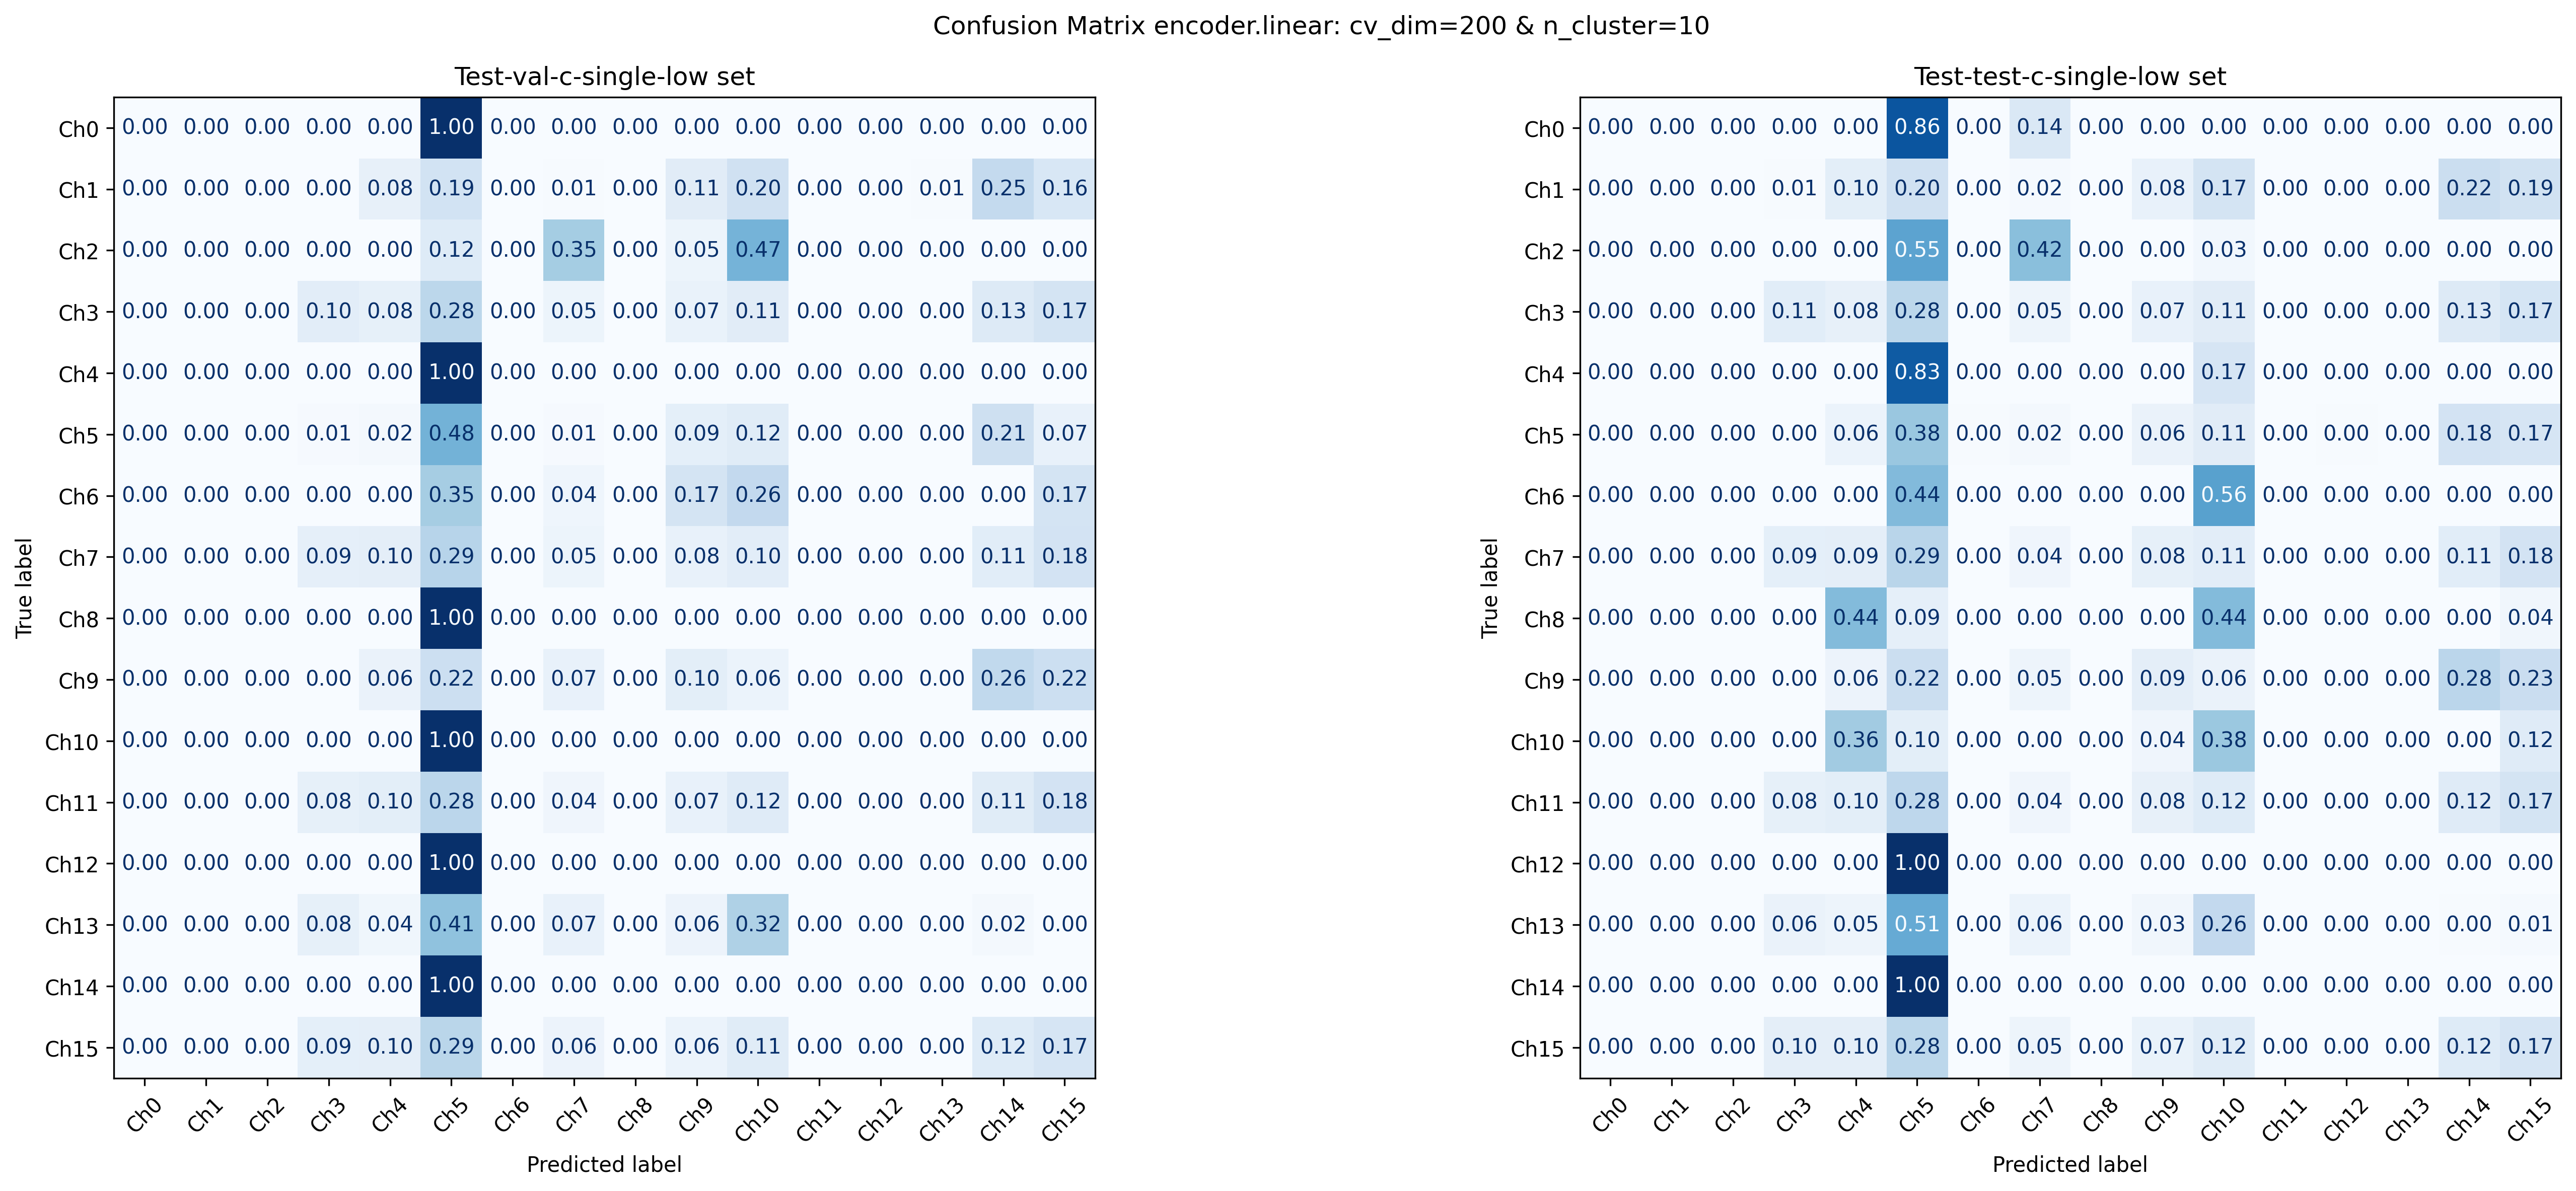 Confusion Matrix encoder.linear: cv_dim=200 & n_cluster=10
Test-val-c-single-low set
Ch0 0.00 0.00 0.00 0.00 0.00 1.00 0.00 0.00 0.00 0.00 0.00 0.00 0.00 0.00 0.00 0.00
Ch1 0.00 0.00 0.00 0.00 0.08 0.19 0.00 0.01 0.00 0.11 0.20 0.00 0.00 0.01 0.25 0.16
Ch2 0.00 0.00 0.00 0.00 0.00 0.12 0.00 0.35 0.00 0.05 0.47 0.00 0.00 0.00 0.00 0.00
Ch3 0.00 0.00 0.00 0.10 0.08 0.28 0.00 0.05 0.00 0.07 0.11 0.00 0.00 0.00 0.13 0.17
Ch4 0.00 0.00 0.00 0.00 0.00 1.00 0.00 0.00 0.00 0.00 0.00 0.00 0.00 0.00 0.00 0.00
Ch5 0.00 0.00 0.00 0.01 0.02 0.48 0.00 0.01 0.00 0.09 0.12 0.00 0.00 0.00 0.21 0.07
Ch6 0.00 0.00 0.00 0.00 0.00 0.35 0.00 0.04 0.00 0.17 0.26 0.00 0.00 0.00 0.00 0.17
Ch7 0.00 0.00 0.00 0.09 0.10 0.29 0.00 0.05 0.00 0.08 0.10 0.00 0.00 0.00 0.11 0.18
Ch8 0.00 0.00 0.00 0.00 0.00 1.00 0.00 0.00 0.00 0.00 0.00 0.00 0.00 0.00 0.00 0.00
Ch9 0.00 0.00 0.00 0.00 0.06 0.22 0.00 0.07 0.00 0.10 0.06 0.00 0.00 0.00 0.26 0.22
Ch10 0.00 0.00 0.00 0.00 0.00 1.00 0.00 0.00 0.00 0.00 0.00 0.00 0.00 0.00 0.00 0.00
Ch11 0.00 0.00 0.00 0.08 0.10 0.28 0.00 0.04 0.00 0.07 0.12 0.00 0.00 0.00 0.11 0.18
Ch12 0.00 0.00 0.00 0.00 0.00 1.00 0.00 0.00 0.00 0.00 0.00 0.00 0.00 0.00 0.00 0.00
Ch13 0.00 0.00 0.00 0.08 0.04 0.41 0.00 0.07 0.00 0.06 0.32 0.00 0.00 0.00 0.02 0.00
Ch14 0.00 0.00 0.00 0.00 0.00 1.00 0.00 0.00 0.00 0.00 0.00 0.00 0.00 0.00 0.00 0.00
Ch15 0.00 0.00 0.00 0.09 0.10 0.29 0.00 0.06 0.00 0.06 0.11 0.00 0.00 0.00 0.12 0.17
Ch0 Ch1 Ch2 Ch3 Ch4 Ch5 Ch6 Ch7 Ch8 Ch9 Ch10 Ch11 Ch12 Ch13 Ch14 Ch15
Predicted label
True label
Test-test-c-single-low set
Ch0 0.00 0.00 0.00 0.00 0.00 0.86 0.00 0.14 0.00 0.00 0.00 0.00 0.00 0.00 0.00 0.00
Ch1 0.00 0.00 0.00 0.01 0.10 0.20 0.00 0.02 0.00 0.08 0.17 0.00 0.00 0.00 0.22 0.19
Ch2 0.00 0.00 0.00 0.00 0.00 0.55 0.00 0.42 0.00 0.00 0.03 0.00 0.00 0.00 0.00 0.00
Ch3 0.00 0.00 0.00 0.11 0.08 0.28 0.00 0.05 0.00 0.07 0.11 0.00 0.00 0.00 0.13 0.17
Ch4 0.00 0.00 0.00 0.00 0.00 0.83 0.00 0.00 0.00 0.00 0.17 0.00 0.00 0.00 0.00 0.00
Ch5 0.00 0.00 0.00 0.00 0.06 0.38 0.00 0.02 0.00 0.06 0.11 0.00 0.00 0.00 0.18 0.17
Ch6 0.00 0.00 0.00 0.00 0.00 0.44 0.00 0.00 0.00 0.00 0.56 0.00 0.00 0.00 0.00 0.00
Ch7 0.00 0.00 0.00 0.09 0.09 0.29 0.00 0.04 0.00 0.08 0.11 0.00 0.00 0.00 0.11 0.18
Ch8 0.00 0.00 0.00 0.00 0.44 0.09 0.00 0.00 0.00 0.00 0.44 0.00 0.00 0.00 0.00 0.04
Ch9 0.00 0.00 0.00 0.00 0.06 0.22 0.00 0.05 0.00 0.09 0.06 0.00 0.00 0.00 0.28 0.23
Ch10 0.00 0.00 0.00 0.00 0.36 0.10 0.00 0.00 0.00 0.04 0.38 0.00 0.00 0.00 0.00 0.12
Ch11 0.00 0.00 0.00 0.08 0.10 0.28 0.00 0.04 0.00 0.08 0.12 0.00 0.00 0.00 0.12 0.17
Ch12 0.00 0.00 0.00 0.00 0.00 1.00 0.00 0.00 0.00 0.00 0.00 0.00 0.00 0.00 0.00 0.00
Ch13 0.00 0.00 0.00 0.06 0.05 0.51 0.00 0.06 0.00 0.03 0.26 0.00 0.00 0.00 0.00 0.01
Ch14 0.00 0.00 0.00 0.00 0.00 1.00 0.00 0.00 0.00 0.00 0.00 0.00 0.00 0.00 0.00 0.00
Ch15 0.00 0.00 0.00 0.10 0.10 0.28 0.00 0.05 0.00 0.07 0.12 0.00 0.00 0.00 0.12 0.17
Ch0 Ch1 Ch2 Ch3 Ch4 Ch5 Ch6 Ch7 Ch8 Ch9 Ch10 Ch11 Ch12 Ch13 Ch14 Ch15
Predicted label
True label